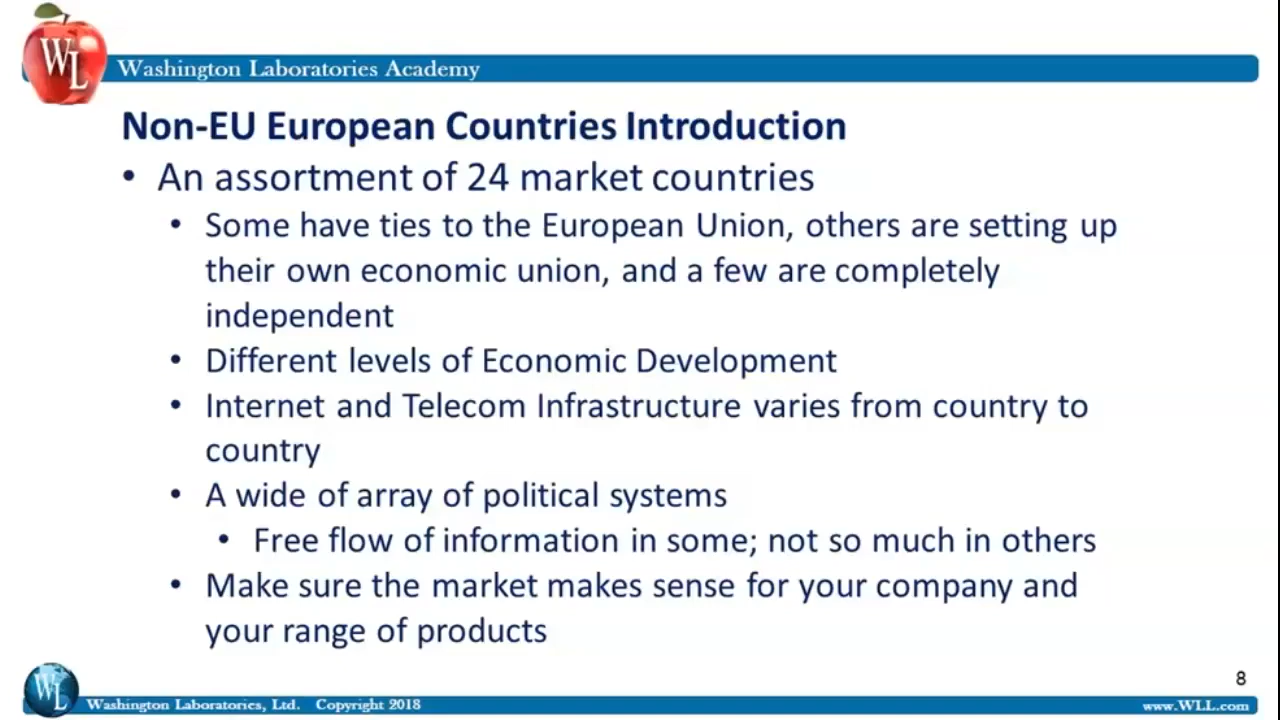 WL
Washington Laboratories Academy
Non-EU European Countries Introduction
• An assortment of 24 market countries
• Some have ties to the European Union, others are setting up
their own economic union, and a few are completely
independent
• Different levels of Economic Development
• Internet and Telecom Infrastructure varies from country to
country
• A wide of array of political systems
• Free flow of information in some; not so much in others
• Make sure the market makes sense for your company and
your range of products
8
WL
Washington Laboratories, Ltd. Copyright 2018
www.WLL.com